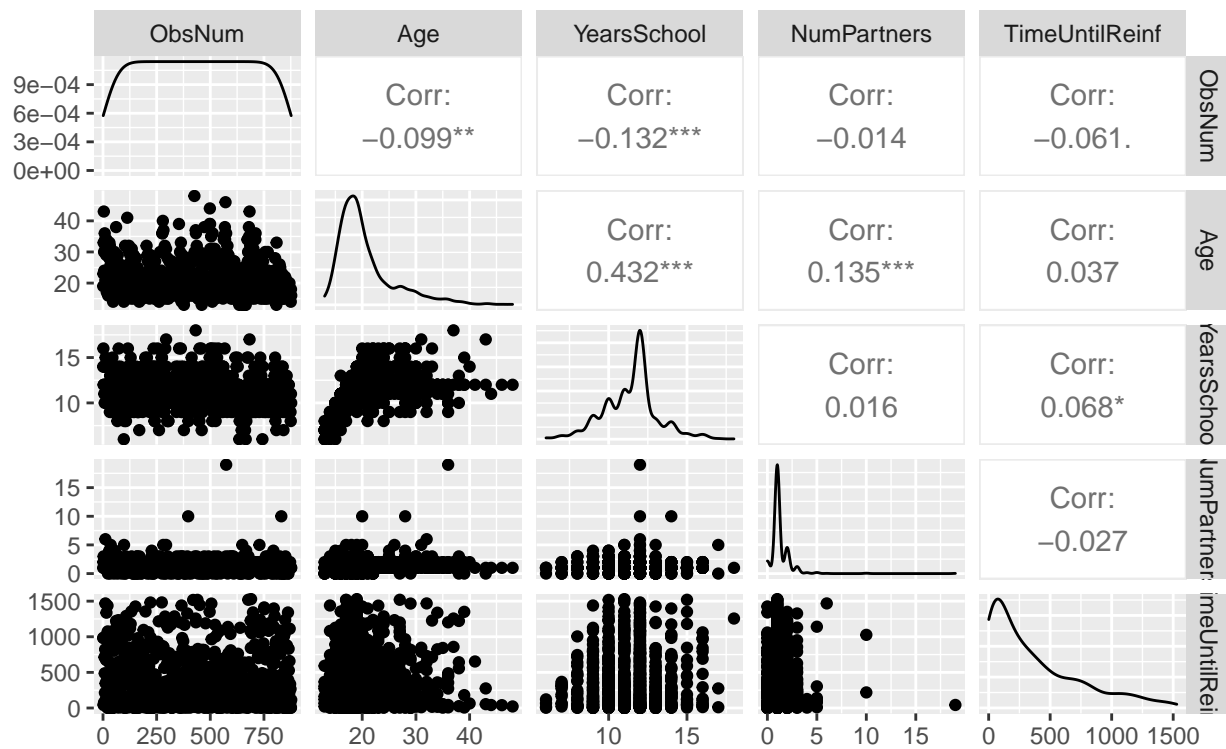 ObsNum Age YearsSchool NumPartners TimeUntilReinf
9e−04
6e−04
3e−04
0e+00
Corr:
−0.099**
Corr:
−0.132***
Corr:
−0.014
Corr:
−0.061.
ObsNum
40
30
20
Corr:
0.432***
Corr:
0.135***
Corr:
0.037
Age
15
10
Corr:
0.016
Corr:
0.068*
YearsSchoo
15
10
5
0
Corr:
−0.027
NumPartner
1500
1000
500
0
imeUntilRei
0 250 500 750 20 30 40 10 15 0 5 10 15 0 500 1000 1500